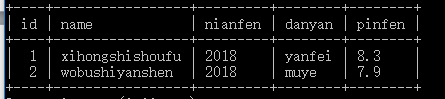 | id | name | nianfen | danyan | pinfen |
| 1 | xihongshishoufu | 2018 | yanfei | 8.3
| 2 | wobushiyanshen | 2018 | muye | 7.9